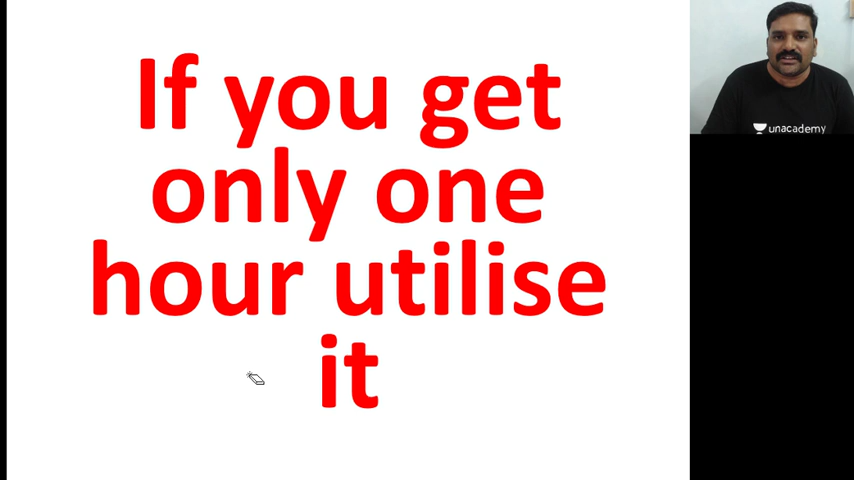 If you get
only one
hour utilise
it
unacademy